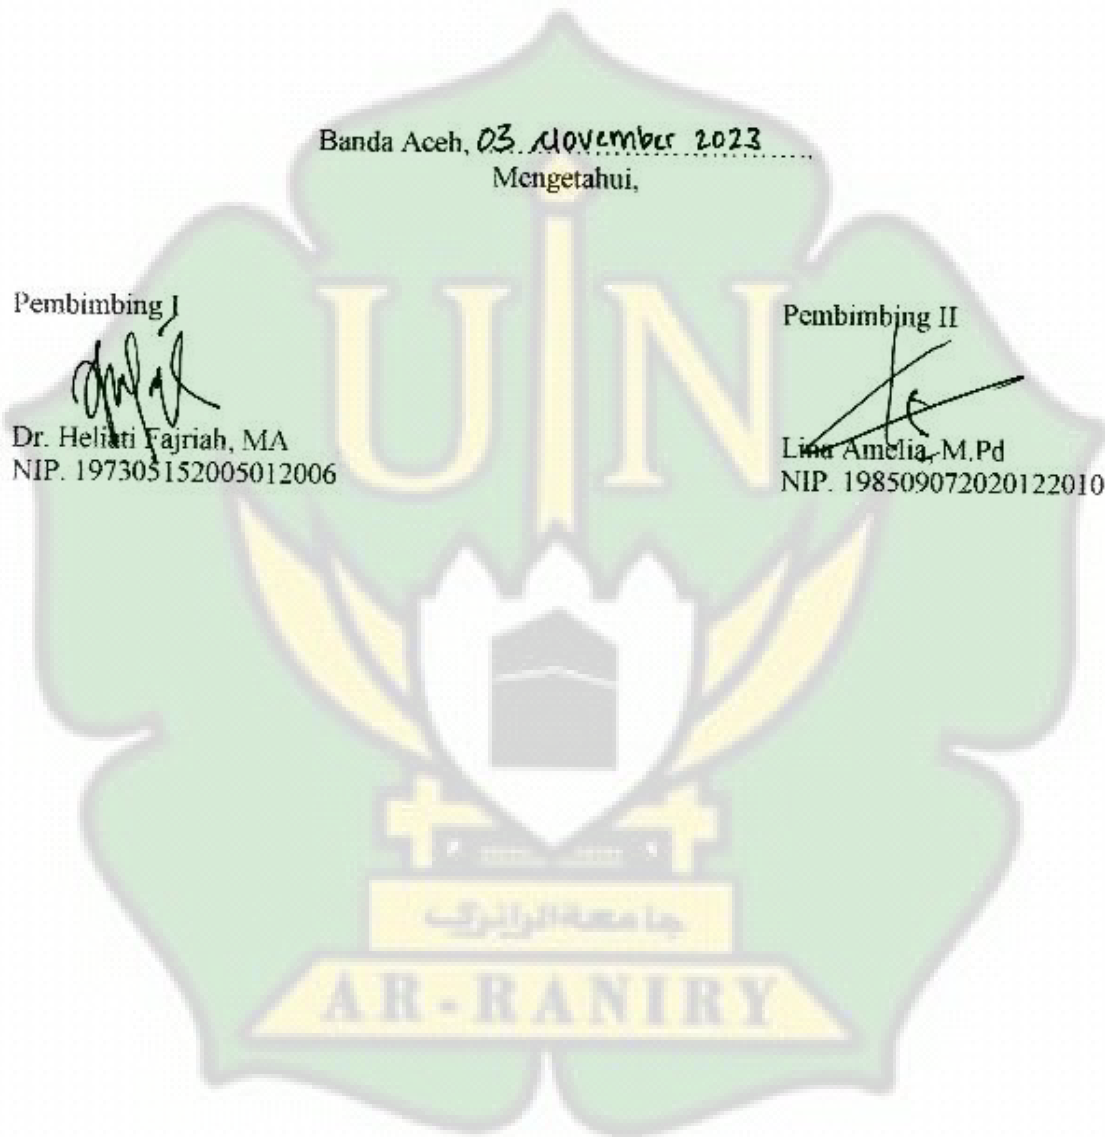 Banda Aceh, 03 November 2023
Mengetahui,
Pembimbing I
Dr. Heliati Fajriah, MA
NIP. 197305152005012006
Pembimbing II
Lina Amelia, M.Pd
NIP. 198509072020122010
UIN
جامعة الرانري
AR-RANIRY